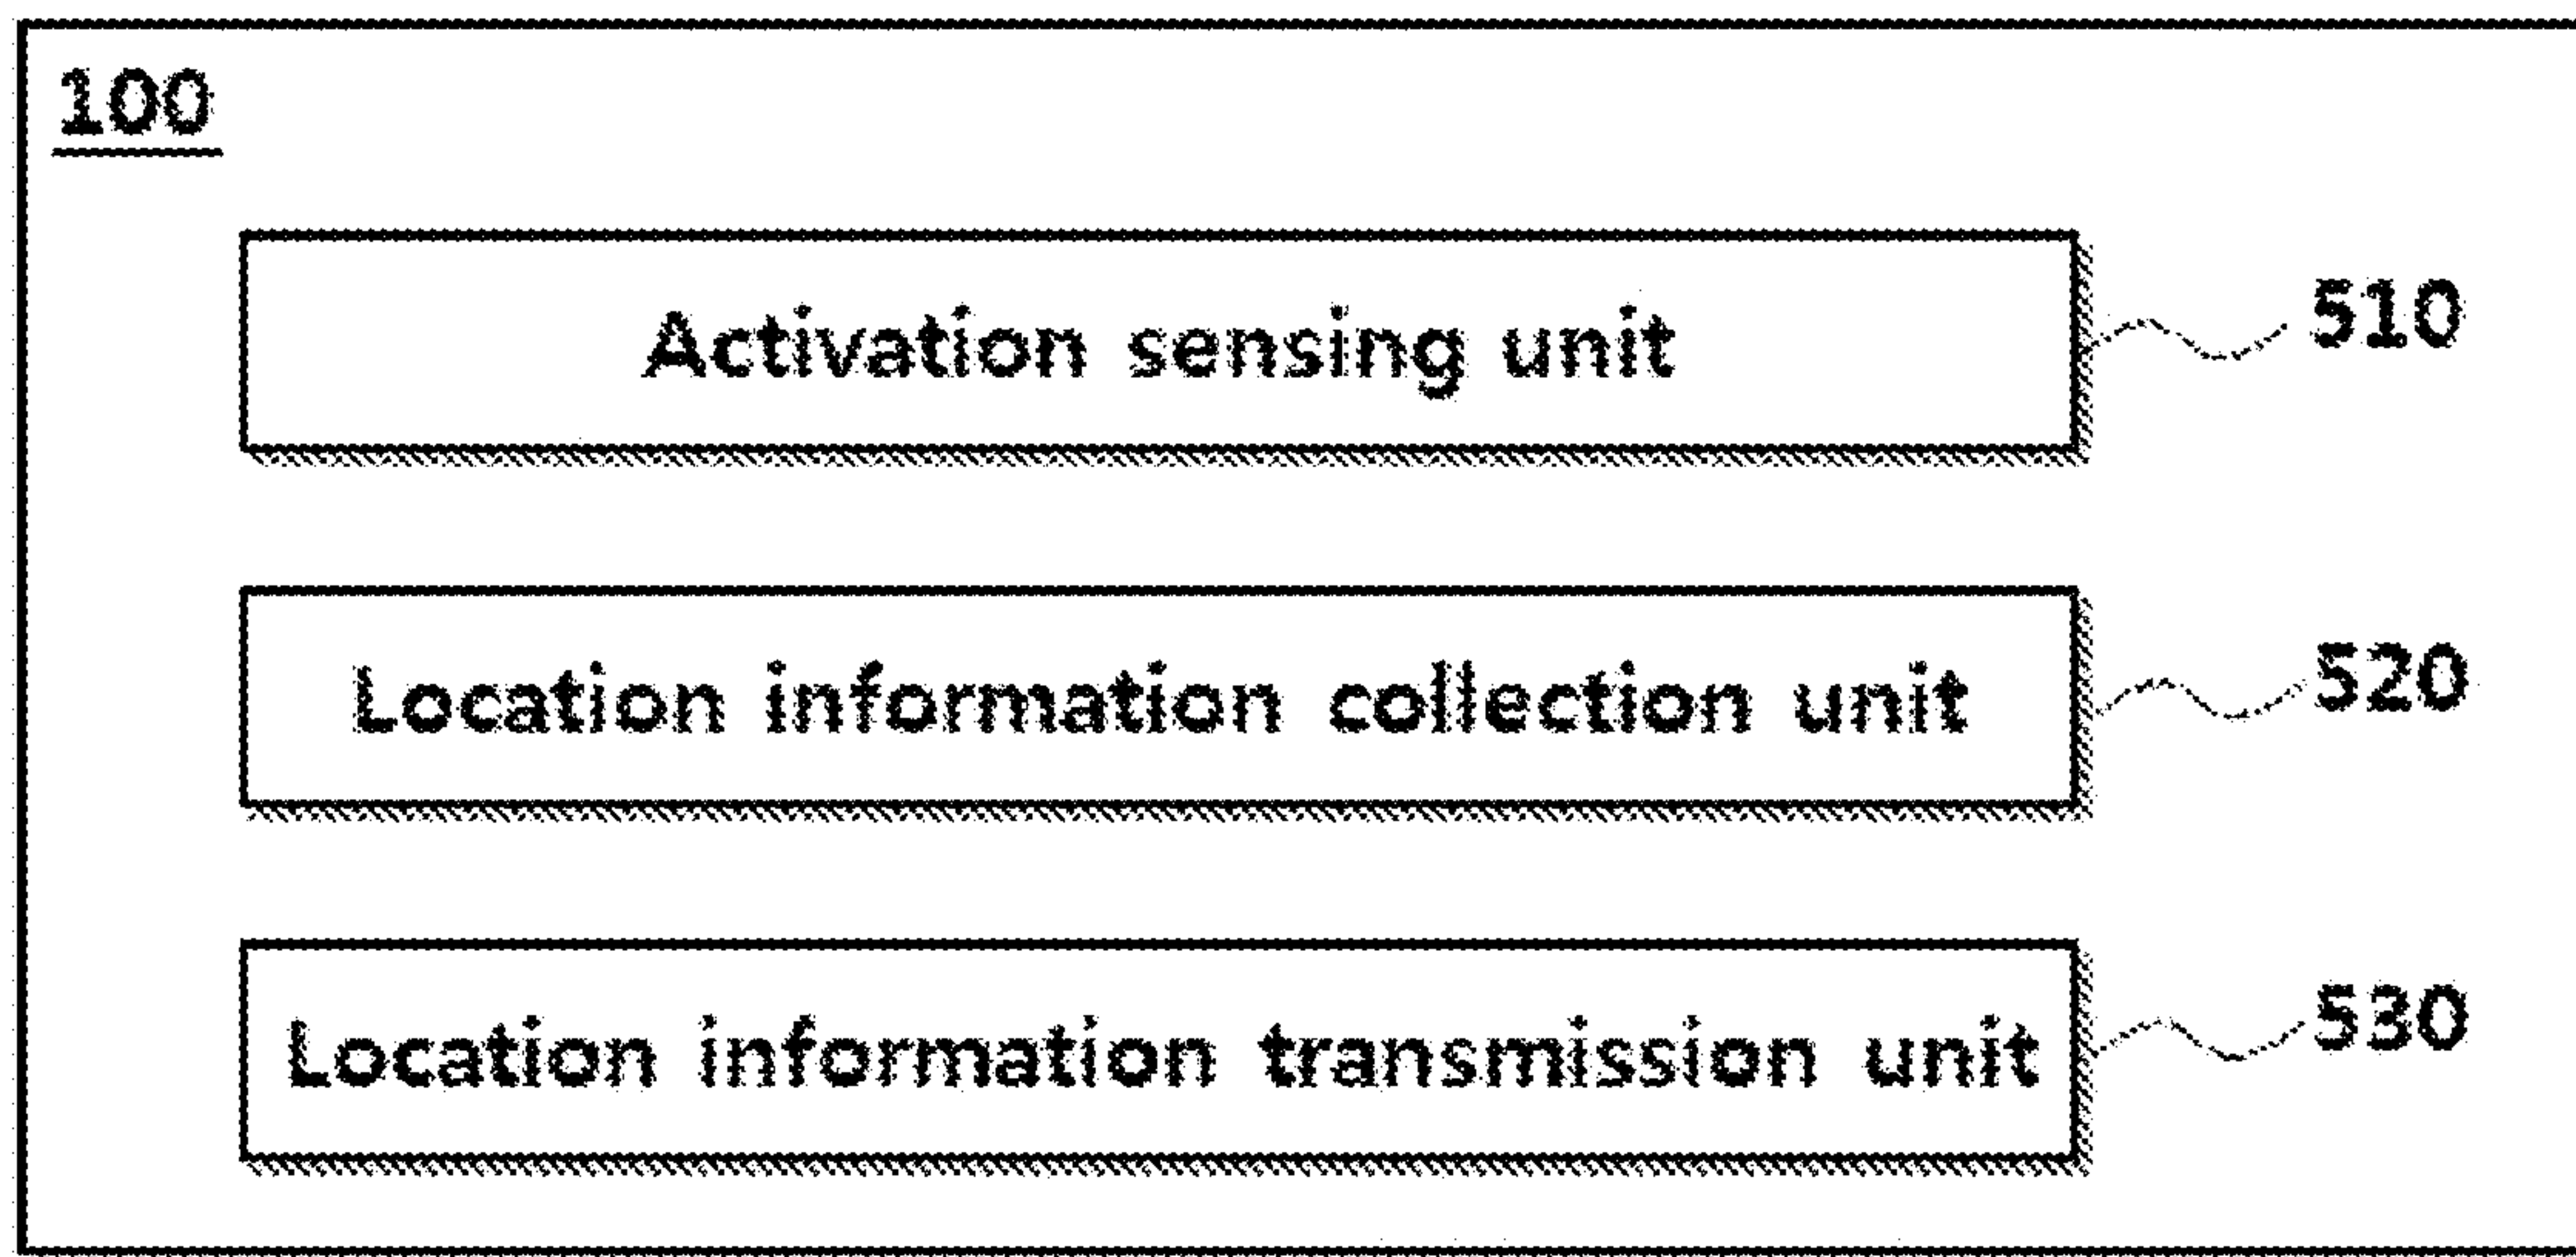 100
Activation sensing unit
510
Location information collection unit
520
Location information transmission unit
530